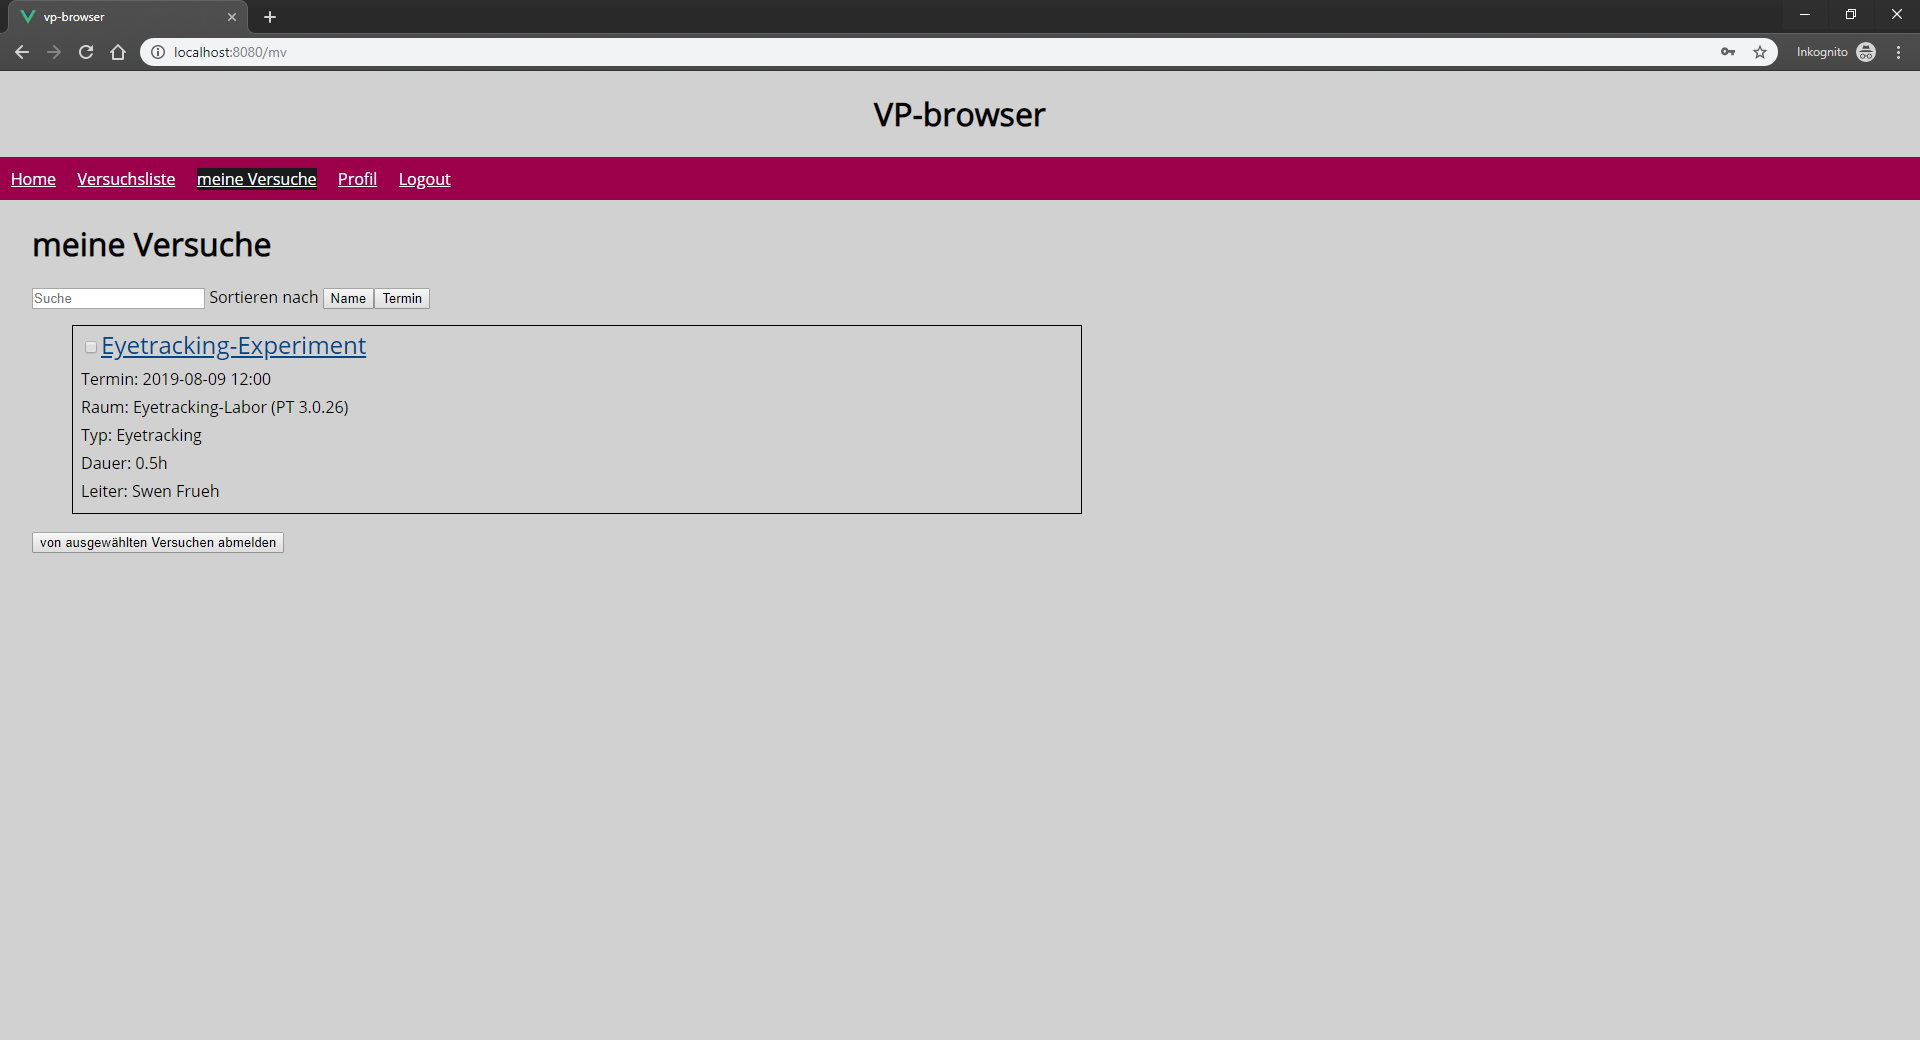 vp-browser
localhost:8080/mv
Inkognito
VP-browser
Home Versuchsliste meine Versuche Profil Logout
meine Versuche
Suche Sortieren nach Name Termin
Eyetracking-Experiment
Termin: 2019-08-09 12:00
Raum: Eyetracking-Labor (PT 3.0.26)
Typ: Eyetracking
Dauer: 0.5h
Leiter: Swen Frueh
von ausgewählten Versuchen abmelden